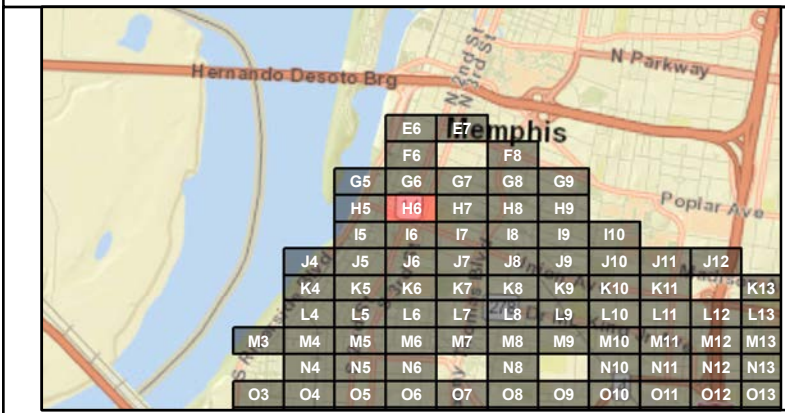 N 2nd St
N 3rd St
N Parkway
Hernando Desoto Brg
E6 E7
Memphis
F6 F8
G5 G6 G7 G8 G9
Poplar Ave
H5 H6 H7 H8 H9
I5 I6 I7 I8 I9 I10
J4 J5 J6 J7 J8 J9 J10 J11 J12
K4 K5 K6 K7 K8 K9 K10 K11 K13
L4 L5 L6 L7 L8 L9 L10 L11 L12 L13
M3 M4 M5 M6 M7 M8 M9 M10 M11 M12 M13
N4 N5 N6 N8 N10 N11 N12 N13
O3 O4 O5 O6 O7 O8 O9 O10 O11 O12 O13